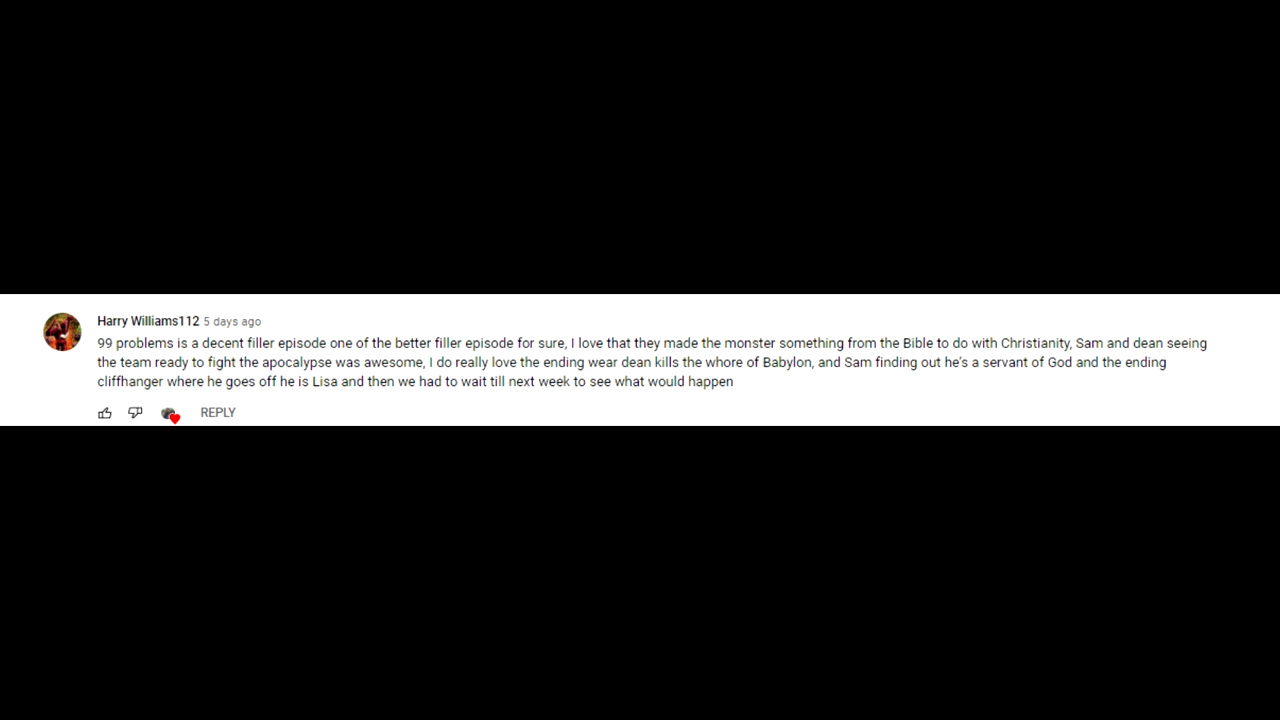 Harry Williams112 5 days ago
99 problems is a decent filler episode one of the better filler episode for sure, I love that they made the monster something from the Bible to do with Christianity, Sam and dean seeing
the team ready to fight the apocalypse was awesome, I do really love the ending wear dean kills the whore of Babylon, and Sam finding out he's a servant of God and the ending
cliffhanger where he goes off he is Lisa and then we had to wait till next week to see what would happen
REPLY